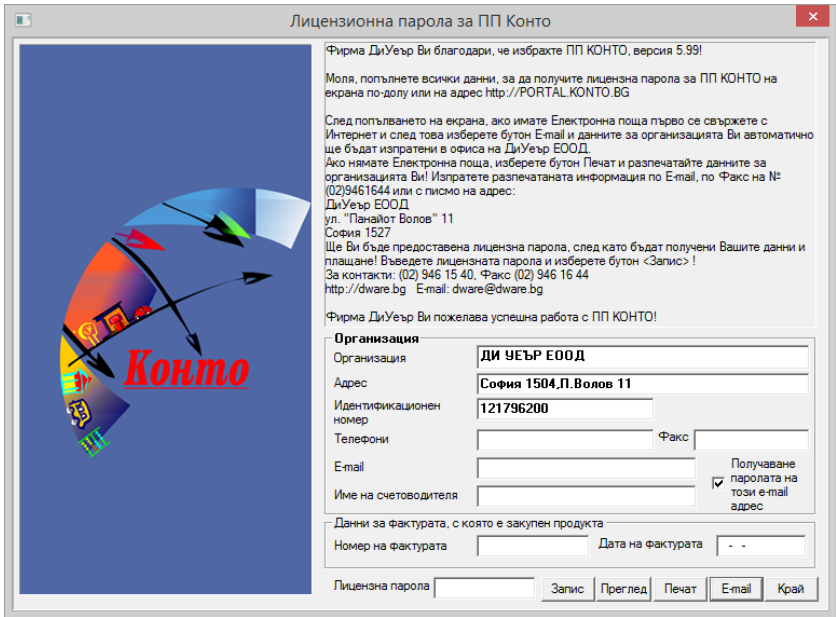 Лицензионна парола за ПП Конто
Фирма ДиУеър Ви благодари, че избрахте ПП КОНТО, версия 5.99!
Моля, попълнете всички данни, за да получите лицензна парола за ПП КОНТО на
екрана по-долу или на адрес http://PORTAL.KONTO.BG
След попълването на екрана, ако имате Електронна поща първо се свържете с
Интернет и след това изберете бутон E-mail и данните за организацията Ви автоматично
ще бъдат изпратени в офиса на ДиУеър ЕООД.
Ако нямате Електронна поща, изберете бутон Печат и разпечатайте данните за
организацията Ви! Изпратете разпечатаната информация по E-mail, по Факс на №
(02)9461644 или с писмо на адрес:
ДиУеър ЕООД
ул. "Панайот Волов" 11
София 1527
Ще Ви бъде предоставена лицензна парола, след като бъдат получени Вашите данни и
плащане! Въведете лицензната парола и изберете бутон <Запис> !
За контакти: (02) 946 15 40, Факс (02) 946 16 44
http://dware.bg E-mail: dware@dware.bg
Фирма ДиУеър Ви пожелава успешна работа с ПП КОНТО!
Конто
Организация
Организация ДИ УЕЪР ЕООД
Адрес София 1504,П.Волов 11
Идентификационен
номер 121796200
Телефони Факс
E-mail
Име на счетоводителя
Получаване
паролата на
този e-mail
адрес
Данни за фактурата, с която е закупен продукта
Номер на фактурата Дата на фактурата - -
Лицензна парола Запис Преглед Печат E-mail Край